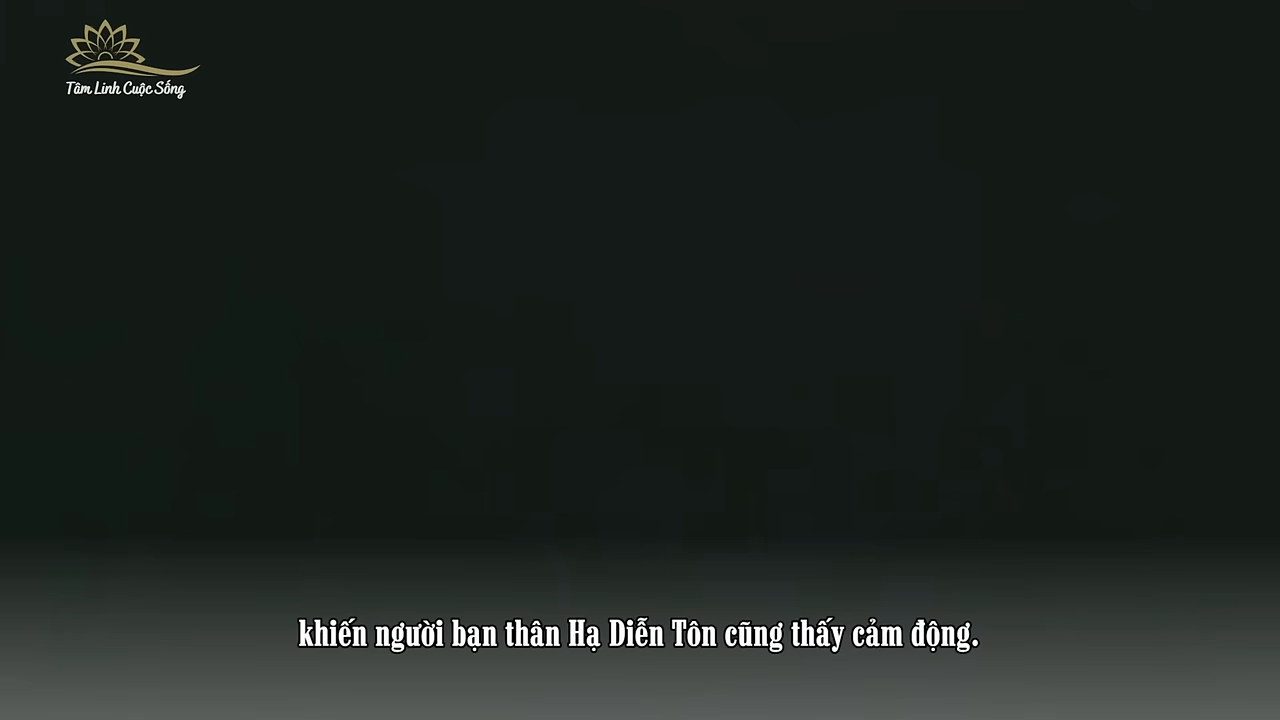 Tâm Linh Cuộc Sống
khiến người bạn thân Hạ Diễn Tôn cũng thấy cảm động.